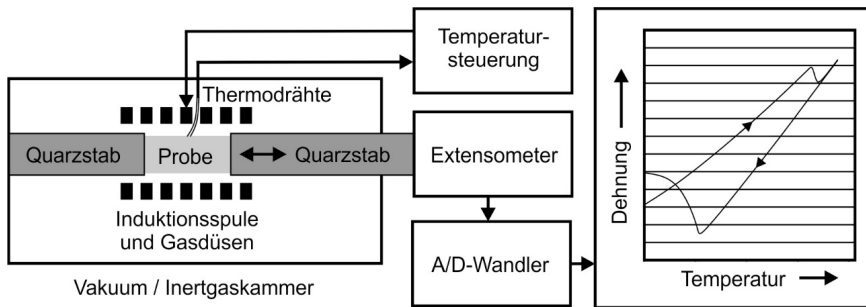 Temperatur-
steuerung
Thermodrähte
Quarzstab
Probe
Quarzstab
Extensometer
Induktionsspule
und Gasdüsen
A/D-Wandler
Vakuum / Inertgaskammer
Dehnung
Temperatur